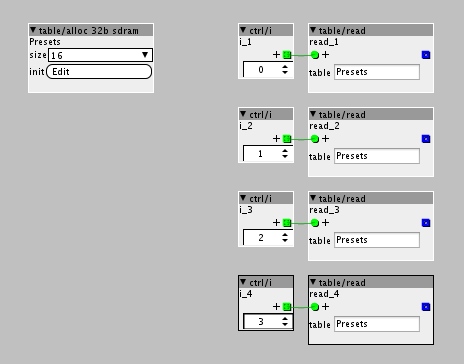 table/alloc 32b sdram
Presets
size 16
init Edit
ctrl/i
i_1
+
0
table/read
read_1
+
table Presets
ctrl/i
i_2
+
1
table/read
read_2
+
table Presets
ctrl/i
i_3
+
2
table/read
read_3
+
table Presets
ctrl/i
i_4
+
3
table/read
read_4
+
table Presets